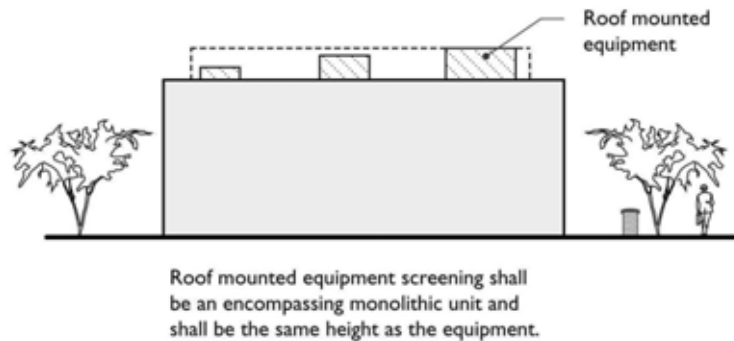 Roof mounted
equipment
Roof mounted equipment screening shall
be an encompassing monolithic unit and
shall be the same height as the equipment.